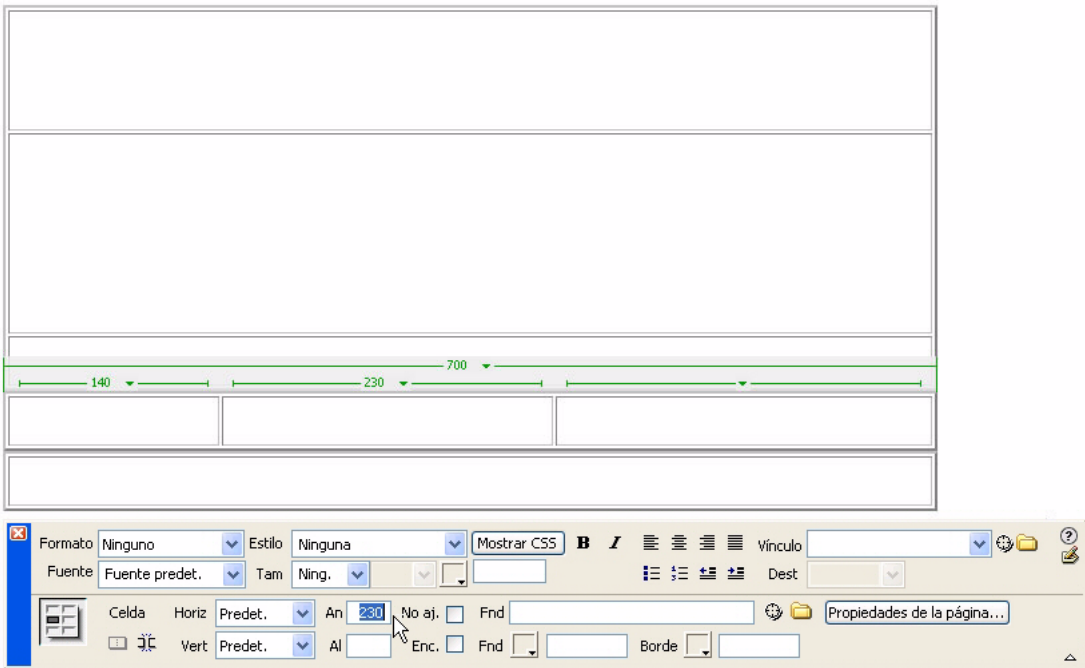 700
140 230
Formato Ninguno Estilo Ninguna Mostrar CSS B I Vínculo
Fuente Fuente predet. Tam Ning. Dest
Celda Horiz Predet. An 230 No aj. Fnd Propiedades de la página...
Vert Predet. Al Enc. Fnd Borde